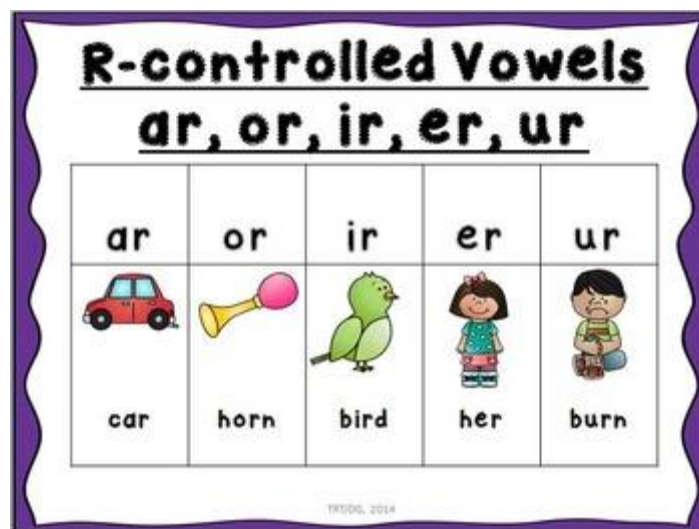 R-controlled Vowels
ar, or, ir, er, ur
ar or ir er ur
car horn bird her burn